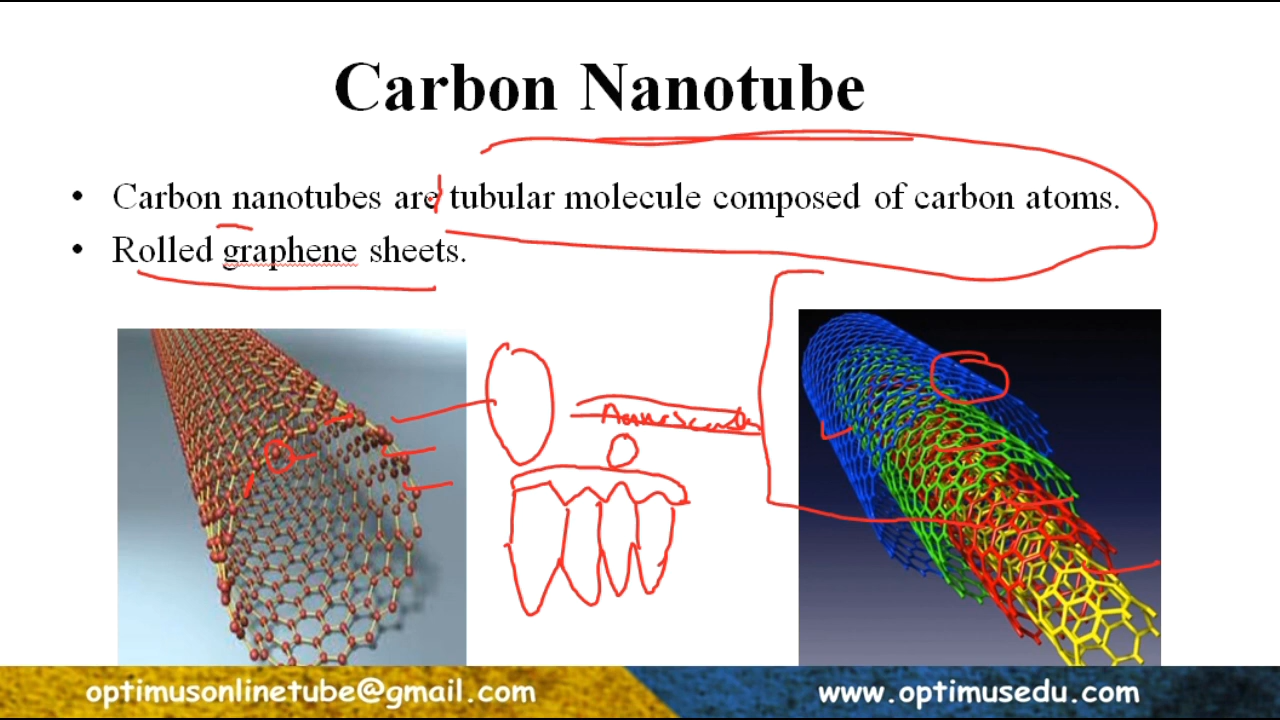 Carbon Nanotube
• Carbon nanotubes are tubular molecule composed of carbon atoms.
• Rolled graphene sheets.
optimusonlinetube@gmail.com
www.optimusedu.com